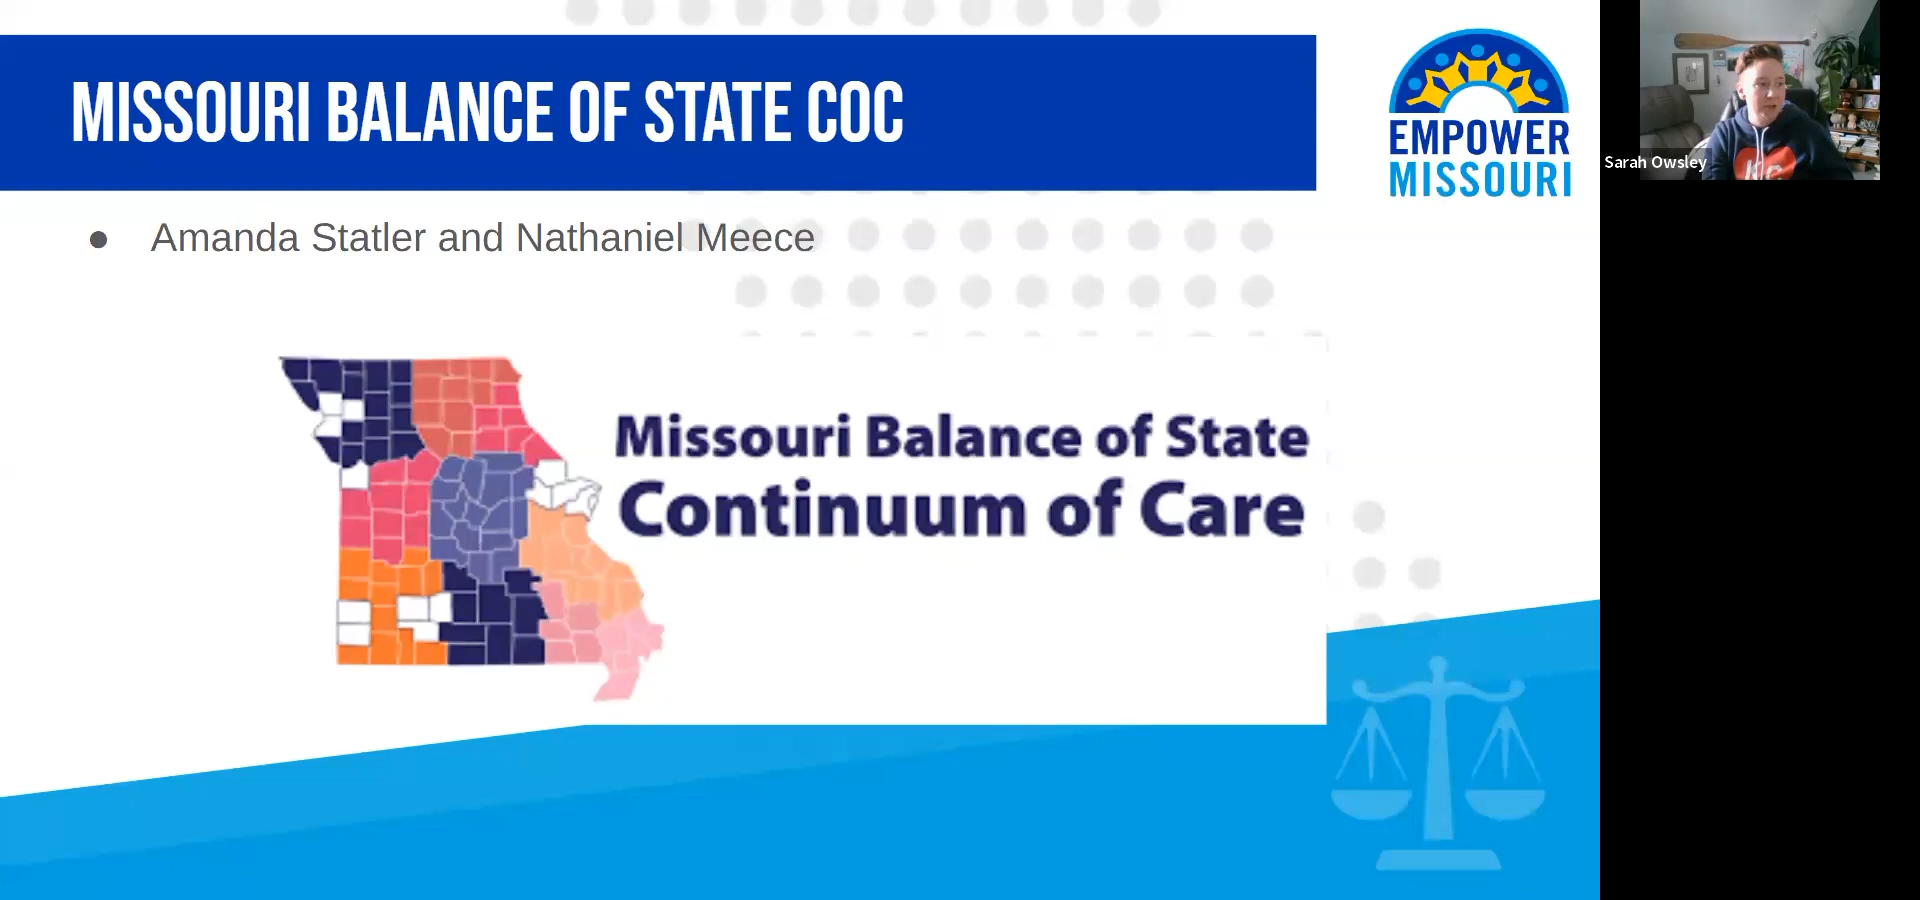 MISSOURI BALANCE OF STATE COC
EMPOWER
MISSOURI
Sarah Owsley
● Amanda Statler and Nathaniel Meece
Missouri Balance of State
Continuum of Care
KC